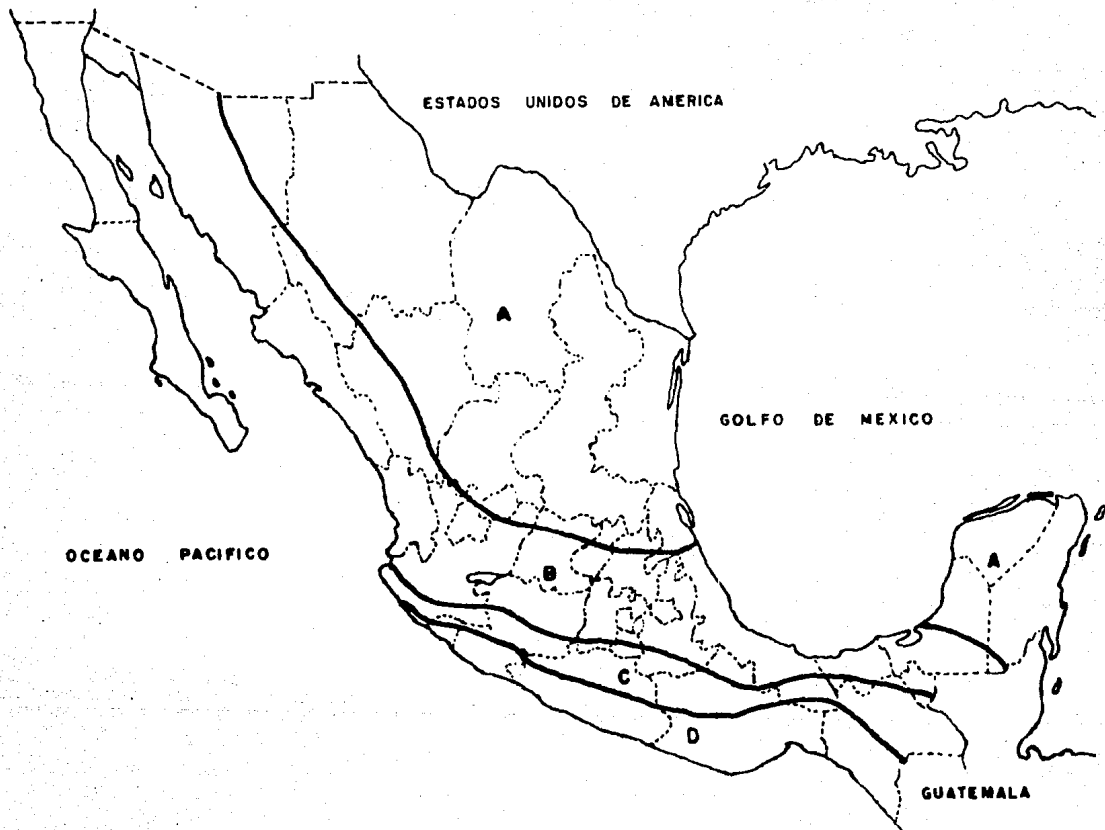 ESTADOS UNIDOS DE AMERICA
A
GOLFO DE MEXICO
OCEANO PACIFICO
B
A
C
D
GUATEMALA